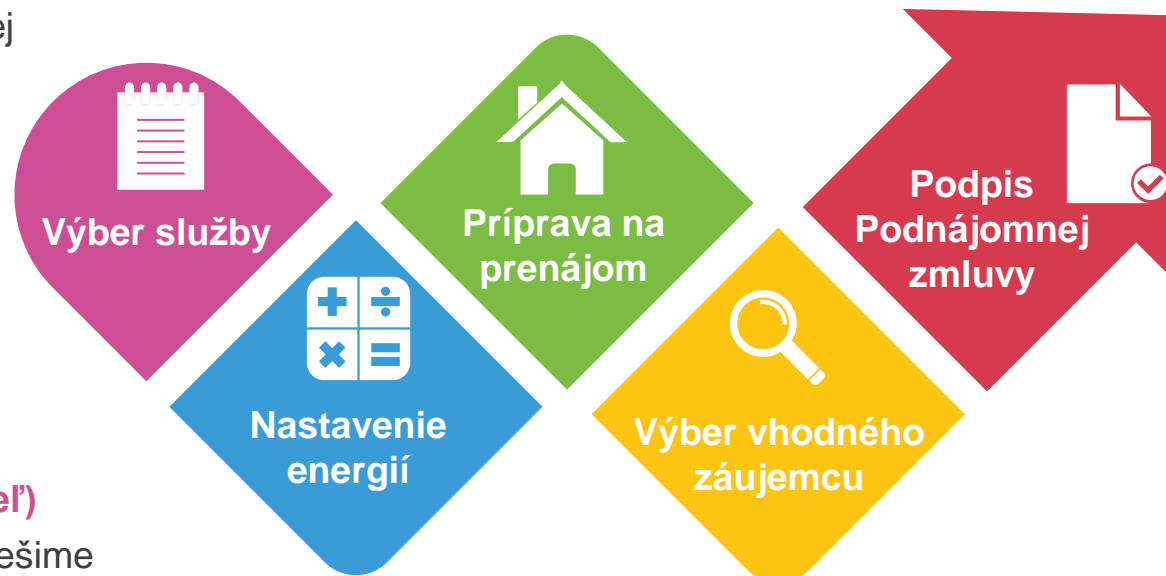 ej
Výber služby
Nastavenie
energií
Príprava na
prenájom
Výber vhodného
záujemcu
Podpis
Podnájomnej
zmluvy
eľ)
ešime